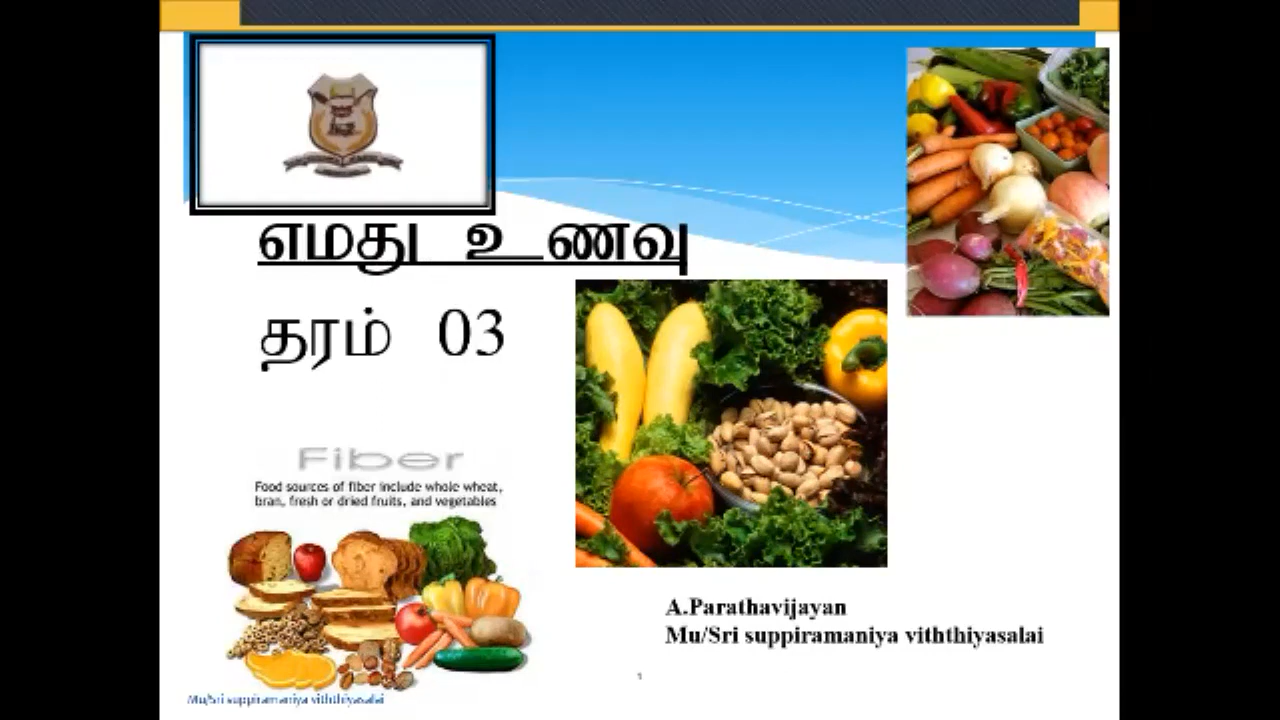 எமது உணவு
தரம் 03
Fiber
Food sources of fiber include whole wheat,
bran, fresh or dried fruits, and vegetables
A.Parathavijayan
Mu/Sri suppiramaniya viththiyasalai
1
Mu/Sri suppiramaniya viththiyasalai